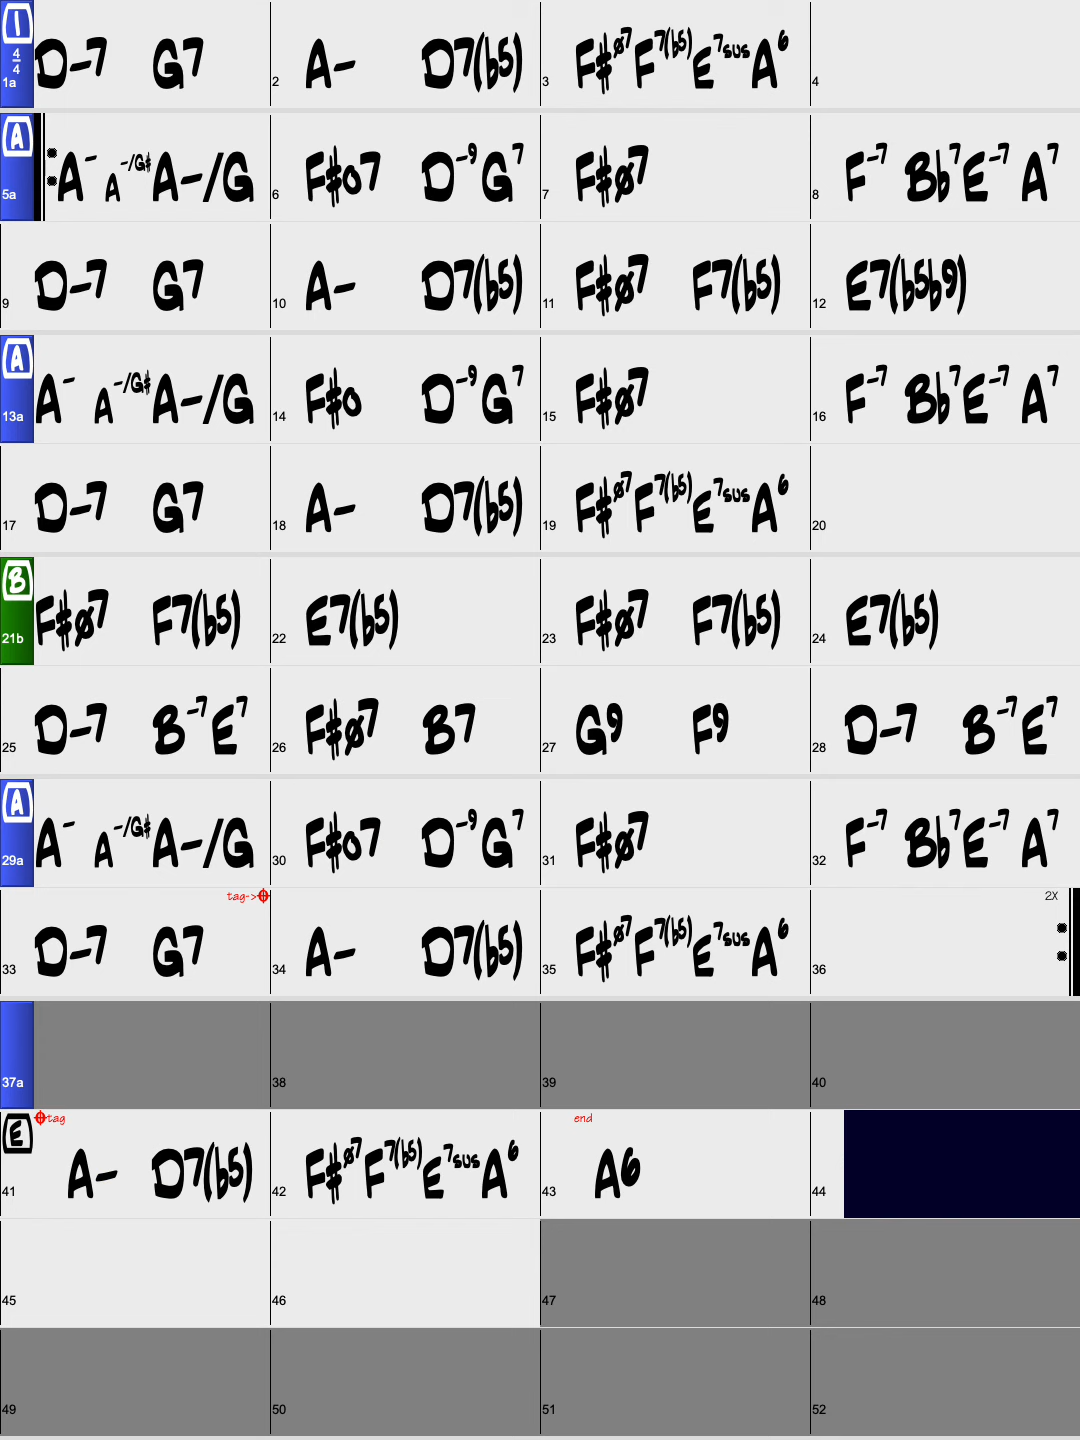 I 4/4 1a D-7 G7 2 A- D7(b5) 3 F#ø7 F7(b5) E7sus A6 4
A 5a A- A-/G# A-/G 6 F#o7 D-9 G7 7 F#ø7 8 F-7 Bb7 E-7 A7
9 D-7 G7 10 A- D7(b5) 11 F#ø7 F7(b5) 12 E7(b5b9)
A 13a A- A-/G# A-/G 14 F#o D-9 G7 15 F#ø7 16 F-7 Bb7 E-7 A7
17 D-7 G7 18 A- D7(b5) 19 F#ø7 F7(b5) E7sus A6 20
B 21b F#ø7 F7(b5) 22 E7(b5) 23 F#ø7 F7(b5) 24 E7(b5)
25 D-7 B-7 E7 26 F#ø7 B7 27 G9 F9 28 D-7 B-7 E7
A 29a A- A-/G# A-/G 30 F#o7 D-9 G7 31 F#ø7 32 F-7 Bb7 E-7 A7
tag-> 2X
33 D-7 G7 34 A- D7(b5) 35 F#ø7 F7(b5) E7sus A6 36
37a 38 39 40
E tag end
41 A- D7(b5) 42 F#ø7 F7(b5) E7sus A6 43 A6 44
45 46 47 48
49 50 51 52